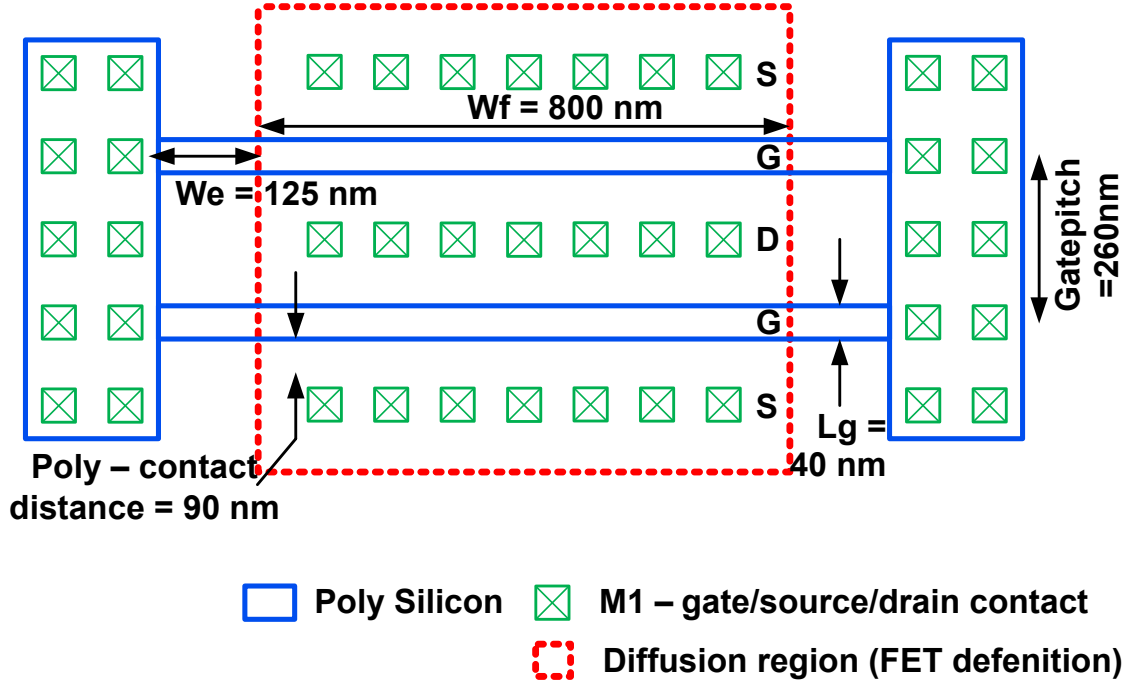 S
Wf = 800 nm
G
We = 125 nm
Gatepitch
=260nm
D
G
S
Lg =
40 nm
Poly – contact
distance = 90 nm
Poly Silicon
M1 – gate/source/drain contact
Diffusion region (FET defenition)